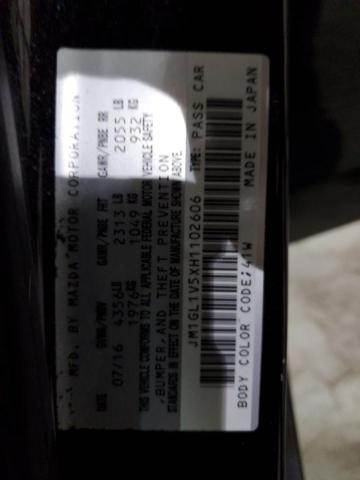 MFD. BY MAZDA MOTOR CORPORATION
DATE GVWR/PNBV GAWR/PNBE FRT GAWR/PNBE RR
07/16 4356LB 2313 LB 2055 LB
1976KG 1049 KG 932 KG
THIS VEHICLE CONFORMS TO ALL APPLICABLE FEDERAL MOTOR VEHICLE SAFETY
,BUMPER,AND THEFT PREVENTION
STANDARDS IN EFFECT ON THE DATE OF MANUFACTURE SHOWN ABOVE.
JM1GL1V5XH1102606 TYPE: PASS CAR
BODY COLOR CODE;41W MADE IN JAPAN